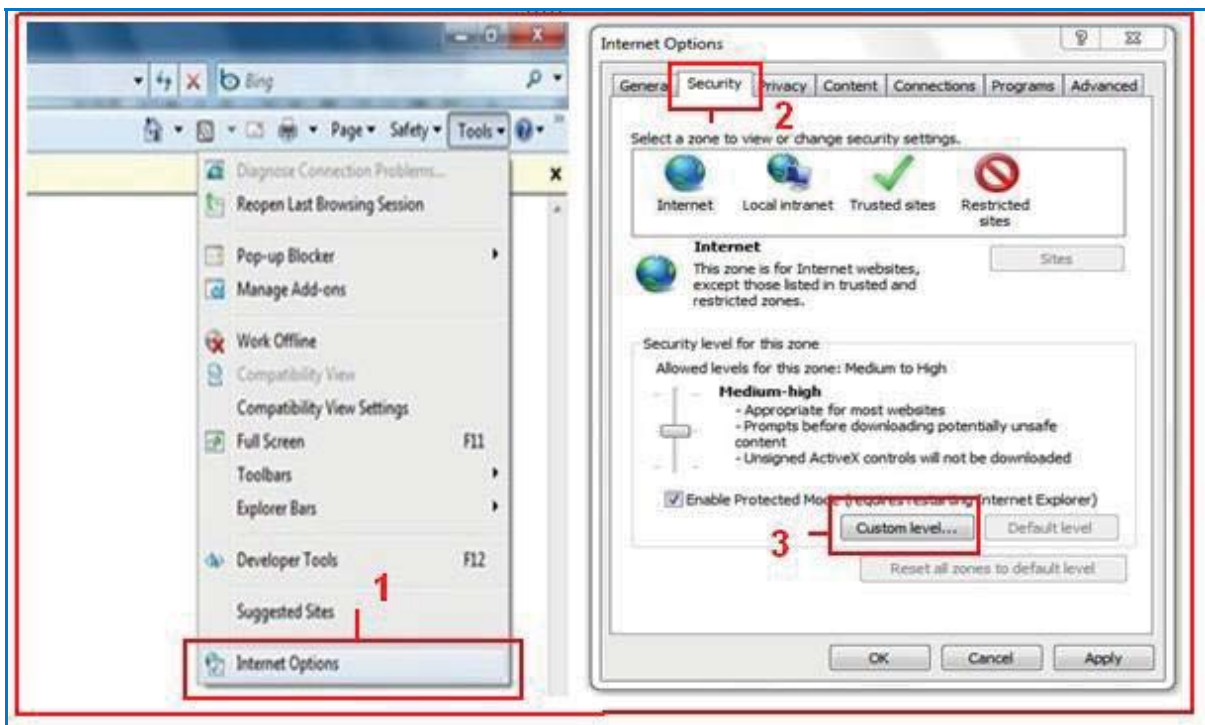 Bing
Page Safety Tools
Diagnose Connection Problems...
Reopen Last Browsing Session
Pop-up Blocker
Manage Add-ons
Work Offline
Compatibility View
Compatibility View Settings
Full Screen F11
Toolbars
Explorer Bars
Developer Tools F12
1
Suggested Sites
Internet Options
Internet Options
General Security Privacy Content Connections Programs Advanced
2
Select a zone to view or change security settings.
Internet Local intranet Trusted sites Restricted
sites
Internet
Sites
This zone is for Internet websites,
except those listed in trusted and
restricted zones.
Security level for this zone
Allowed levels for this zone: Medium to High
Medium-high
- Appropriate for most websites
- Prompts before downloading potentially unsafe
content
- Unsigned ActiveX controls will not be downloaded
Enable Protected Mode (requires restarting Internet Explorer)
3
Custom level... Default level
Reset all zones to default level
OK Cancel Apply